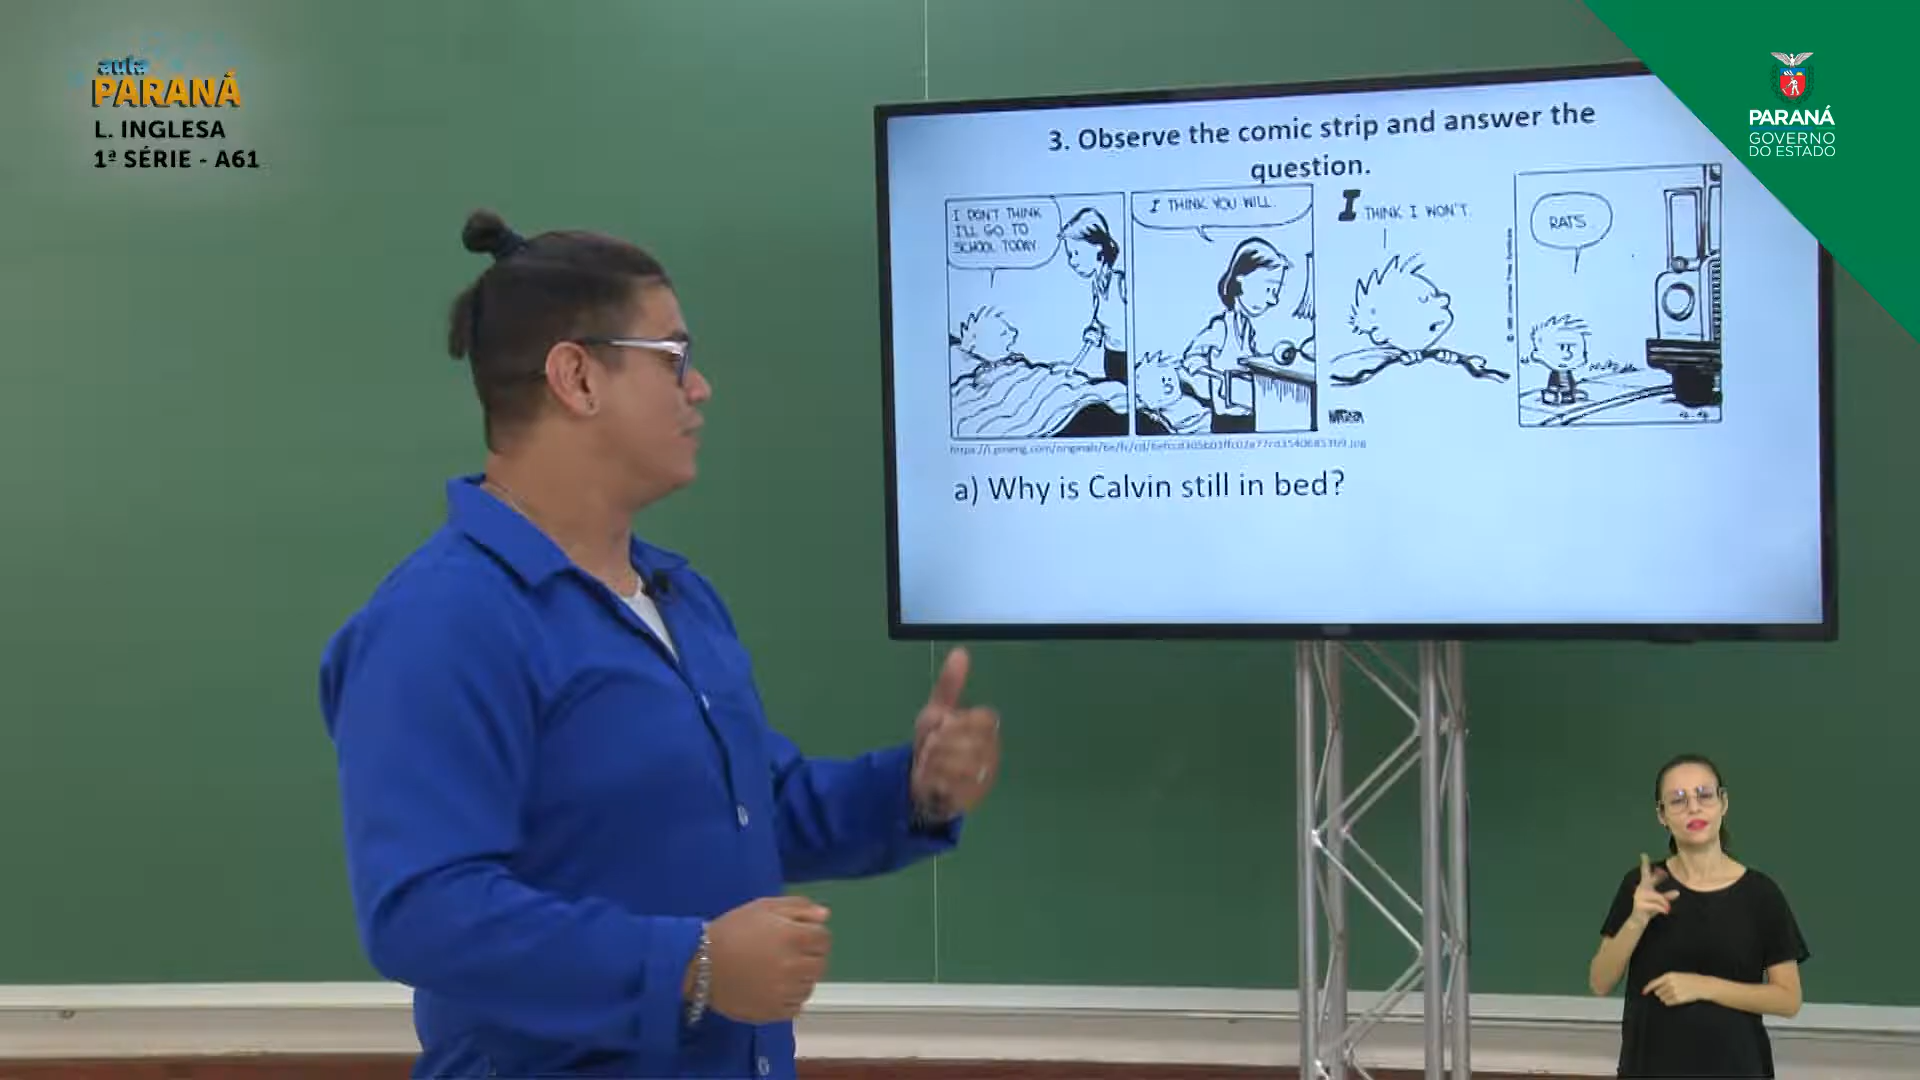 aula
PARANÁ
L. INGLESA
1ª SÉRIE - A61
PARANÁ
GOVERNO
DO ESTADO
3. Observe the comic strip and answer the
question.
I DON'T THINK
I'LL GO TO
SCHOOL TODAY.
I THINK YOU WILL.
I THINK I WON'T.
RATS.
a) Why is Calvin still in bed?